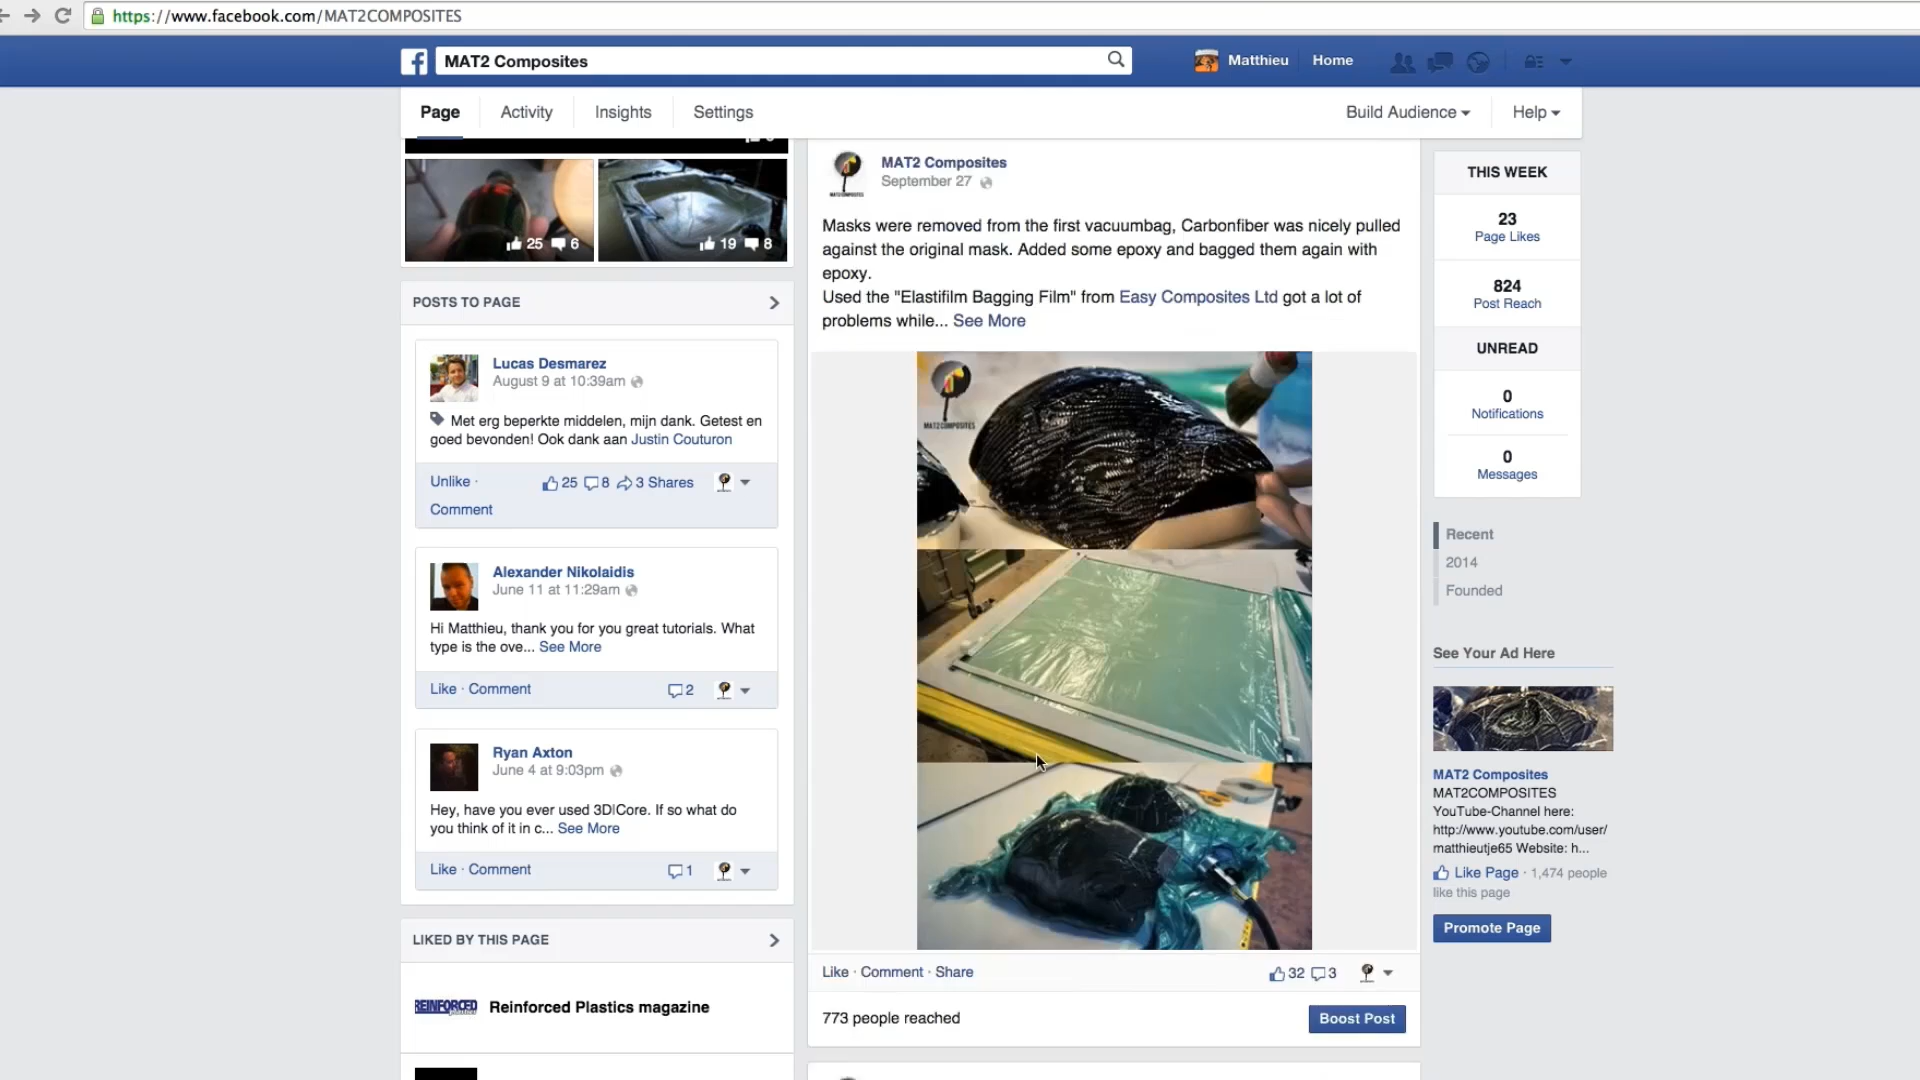 https://www.facebook.com/MAT2COMPOSITES
MAT2 Composites
Matthieu
Home
Page
Activity
Insights
Settings
Build Audience
Help
25 6
19 8
POSTS TO PAGE
Lucas Desmarez
August 9 at 10:39am
Met erg beperkte middelen, mijn dank. Getest en
goed bevonden! Ook dank aan Justin Couturon
Unlike ·
25 8 3 Shares
Comment
Alexander Nikolaidis
June 11 at 11:29am
Hi Matthieu, thank you for you great tutorials. What
type is the ove... See More
Like · Comment
2
Ryan Axton
June 4 at 9:03pm
Hey, have you ever used 3D|Core. If so what do
you think of it in c... See More
Like · Comment
1
LIKED BY THIS PAGE
REINFORCED
plastics
Reinforced Plastics magazine
MAT2 Composites
September 27
Masks were removed from the first vacuumbag, Carbonfiber was nicely pulled
against the original mask. Added some epoxy and bagged them again with
epoxy.
Used the "Elastifilm Bagging Film" from Easy Composites Ltd got a lot of
problems while... See More
MAT2COMPOSITES
Like · Comment · Share
32 3
773 people reached
Boost Post
THIS WEEK
23
Page Likes
824
Post Reach
UNREAD
0
Notifications
0
Messages
Recent
2014
Founded
See Your Ad Here
MAT2 Composites
MAT2COMPOSITES
YouTube-Channel here:
http://www.youtube.com/user/
matthieutje65 Website: h...
Like Page · 1,474 people
like this page
Promote Page